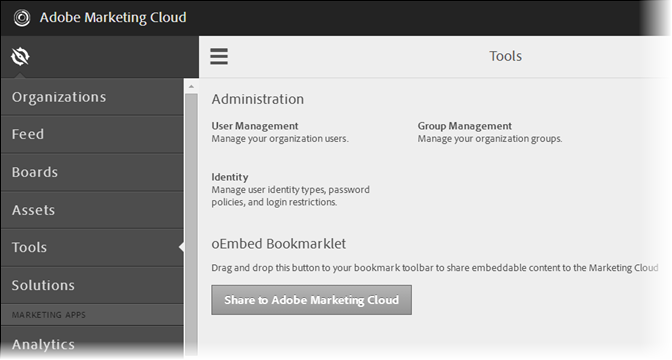 Adobe Marketing Cloud
Tools
Organizations
Feed
Boards
Assets
Tools
Solutions
MARKETING APPS
Analytics
Administration
User Management
Manage your organization users.
Group Management
Manage your organization groups.
Identity
Manage user identity types, password
policies, and login restrictions.
oEmbed Bookmarklet
Drag and drop this button to your bookmark toolbar to share embeddable content to the Marketing Cloud
Share to Adobe Marketing Cloud